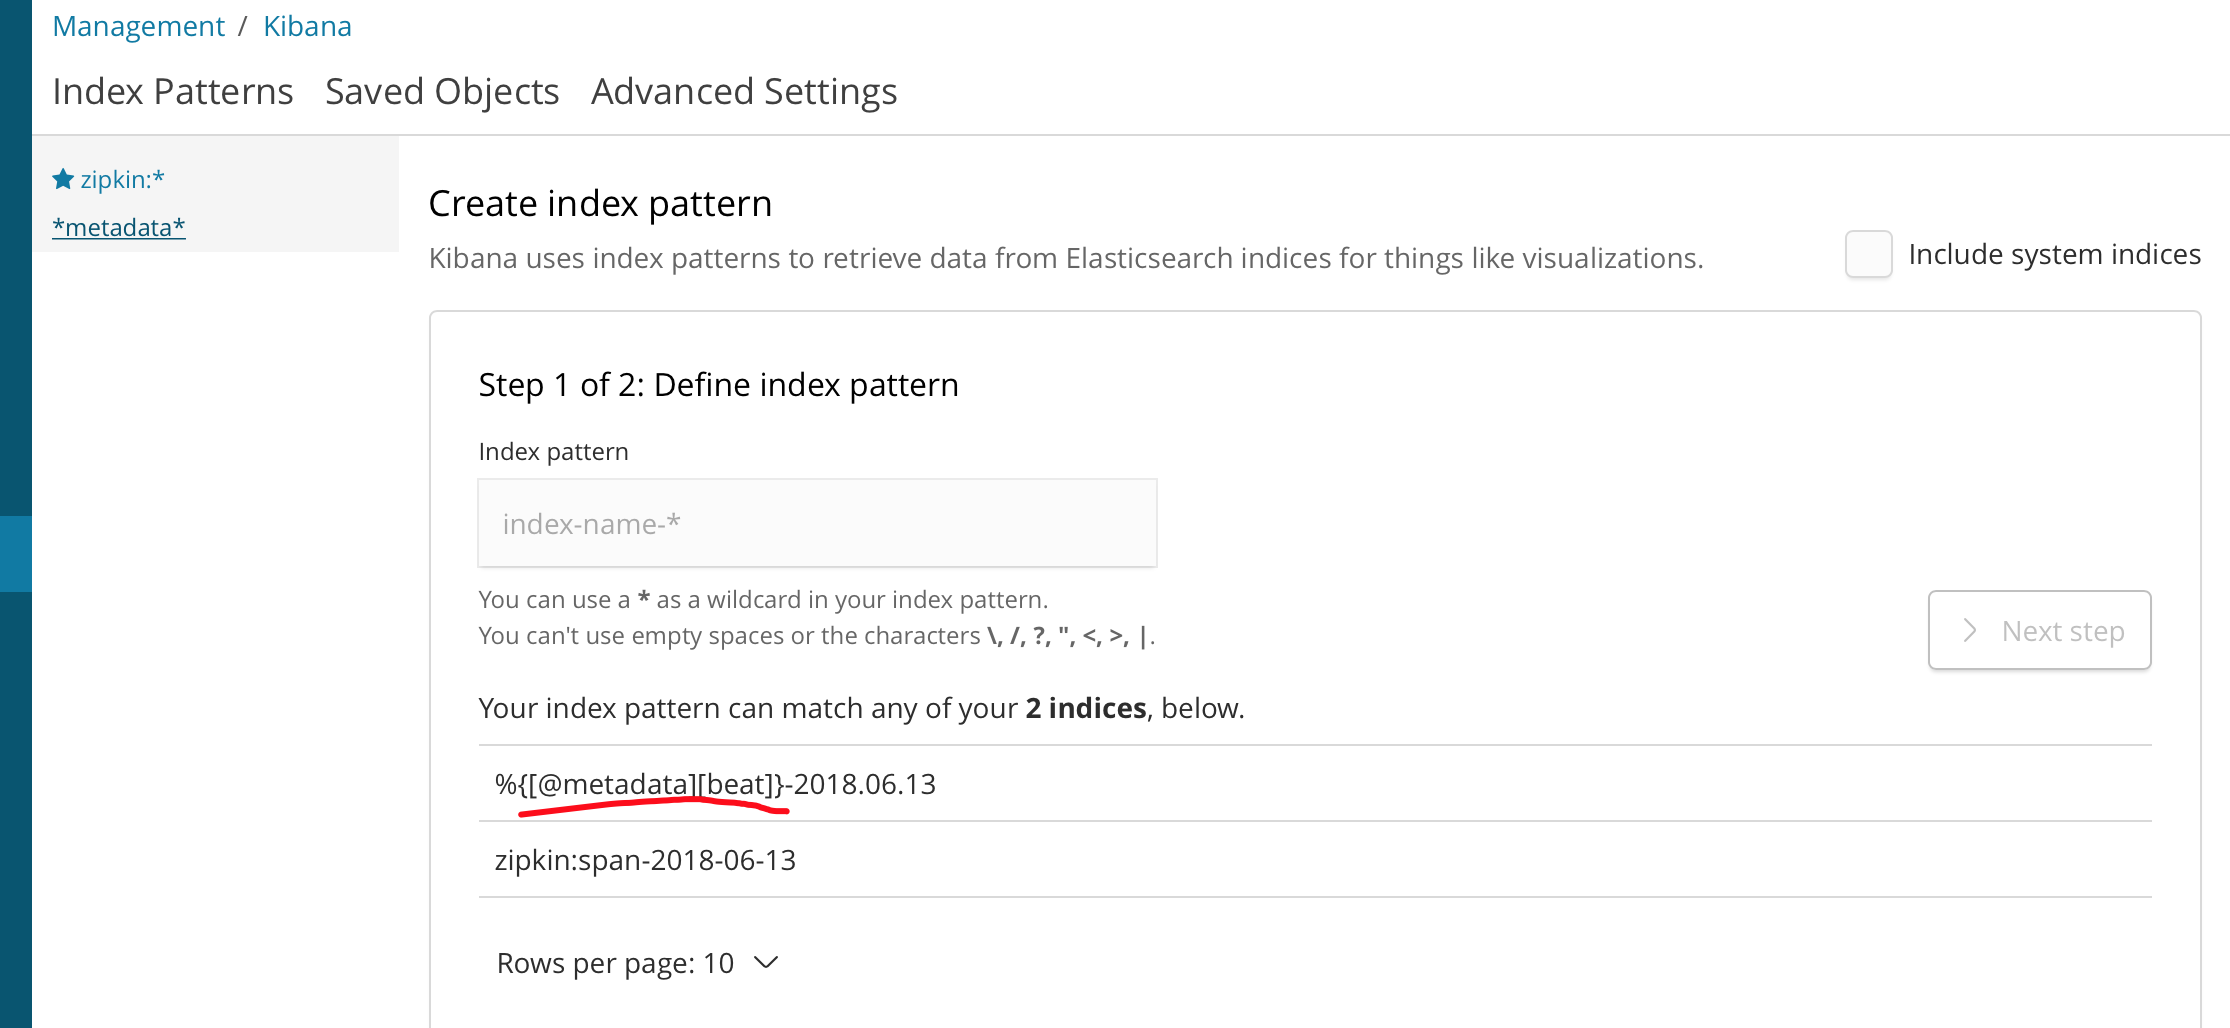 Management / Kibana
Index Patterns Saved Objects Advanced Settings
zipkin:*
*metadata*
Create index pattern
Kibana uses index patterns to retrieve data from Elasticsearch indices for things like visualizations.
Include system indices
Step 1 of 2: Define index pattern
Index pattern
index-name-*
You can use a * as a wildcard in your index pattern.
You can't use empty spaces or the characters \, /, ?, ", <, >, |.
Next step
Your index pattern can match any of your 2 indices, below.
%{[@metadata][beat]}-2018.06.13
zipkin:span-2018-06-13
Rows per page: 10